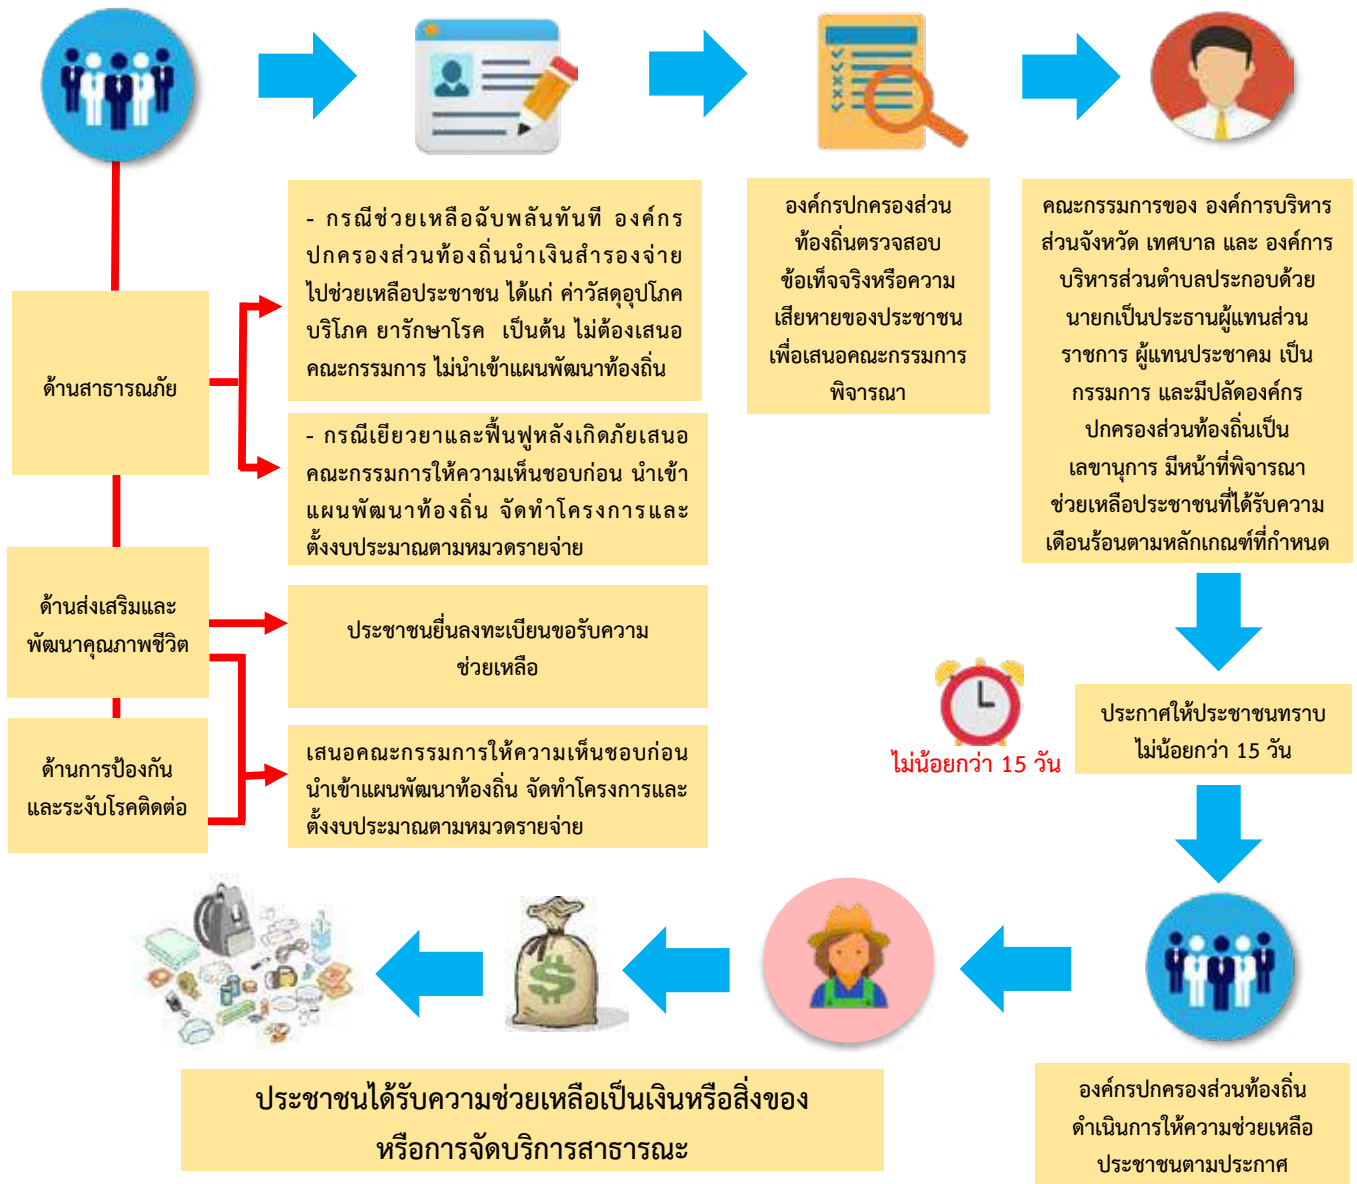 - กรณีช่วยเหลือฉับพลันทันที องค์กร
ปกครองส่วนท้องถิ่นนำเงินสำรองจ่าย
ไปช่วยเหลือประชาชน ได้แก่ ค่าวัสดุอุปโภค
บริโภค ยารักษาโรค เป็นต้น ไม่ต้องเสนอ
คณะกรรมการ ไม่นำเข้าแผนพัฒนาท้องถิ่น
องค์กรปกครองส่วน
ท้องถิ่นตรวจสอบ
ข้อเท็จจริงหรือความ
เสียหายของประชาชน
เพื่อเสนอคณะกรรมการ
พิจารณา
คณะกรรมการของ องค์การบริหาร
ส่วนจังหวัด เทศบาล และ องค์การ
บริหารส่วนตำบลประกอบด้วย
นายกเป็นประธานผู้แทนส่วน
ราชการ ผู้แทนประชาคม เป็น
กรรมการ และมีปลัดองค์กร
ปกครองส่วนท้องถิ่นเป็น
เลขานุการ มีหน้าที่พิจารณา
ช่วยเหลือประชาชนที่ได้รับความ
เดือนร้อนตามหลักเกณฑ์ที่กำหนด
ด้านสาธารณภัย
- กรณีเยียวยาและฟื้นฟูหลังเกิดภัยเสนอ
คณะกรรมการให้ความเห็นชอบก่อน นำเข้า
แผนพัฒนาท้องถิ่น จัดทำโครงการและ
ตั้งงบประมาณตามหมวดรายจ่าย
ด้านส่งเสริมและ
พัฒนาคุณภาพชีวิต
ประชาชนยื่นลงทะเบียนขอรับความ
ช่วยเหลือ
ด้านการป้องกัน
และระงับโรคติดต่อ
เสนอคณะกรรมการให้ความเห็นชอบก่อน
นำเข้าแผนพัฒนาท้องถิ่น จัดทำโครงการและ
ตั้งงบประมาณตามหมวดรายจ่าย
ไม่น้อยกว่า 15 วัน
ประกาศให้ประชาชนทราบ
ไม่น้อยกว่า 15 วัน
องค์กรปกครองส่วนท้องถิ่น
ดำเนินการให้ความช่วยเหลือ
ประชาชนตามประกาศ
ประชาชนได้รับความช่วยเหลือเป็นเงินหรือสิ่งของ
หรือการจัดบริการสาธารณะ